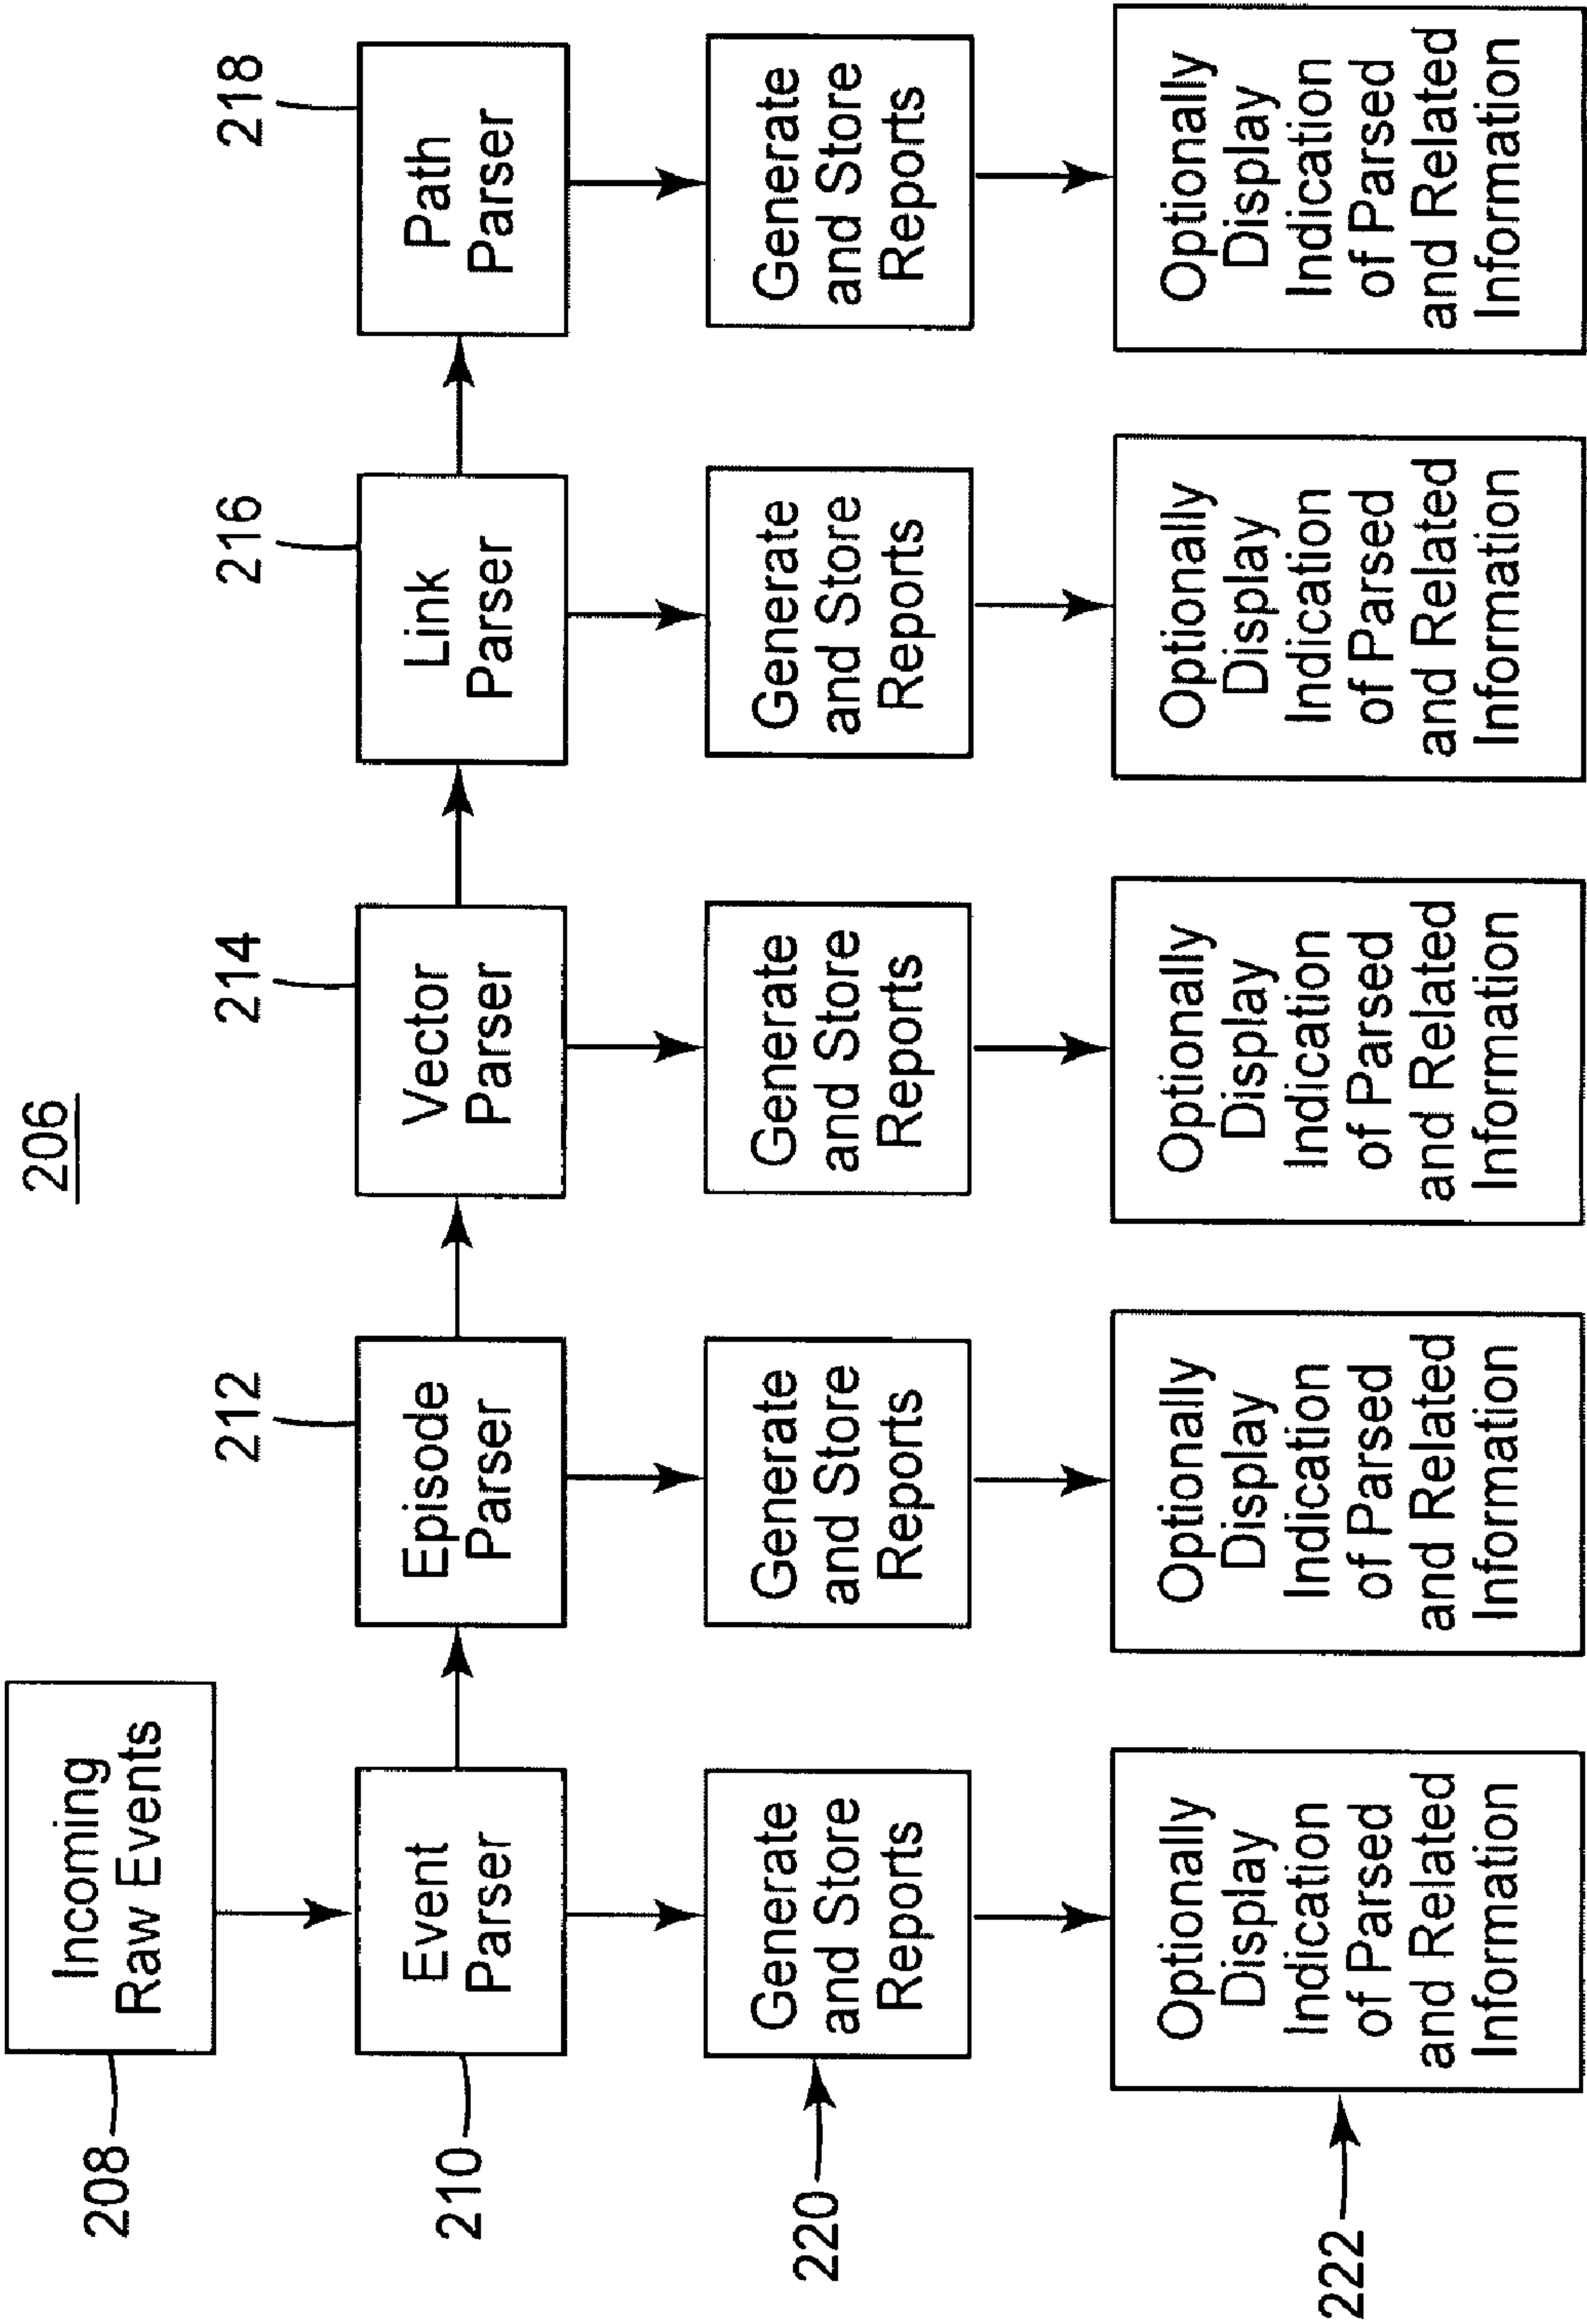 206
Incoming
Raw Events
208
210
212
214
216
218
Event
Parser
Episode
Parser
Vector
Parser
Link
Parser
Path
Parser
220
Generate
and Store
Reports
Generate
and Store
Reports
Generate
and Store
Reports
Generate
and Store
Reports
Generate
and Store
Reports
222
Optionally
Display
Indication
of Parsed
and Related
Information
Optionally
Display
Indication
of Parsed
and Related
Information
Optionally
Display
Indication
of Parsed
and Related
Information
Optionally
Display
Indication
of Parsed
and Related
Information
Optionally
Display
Indication
of Parsed
and Related
Information